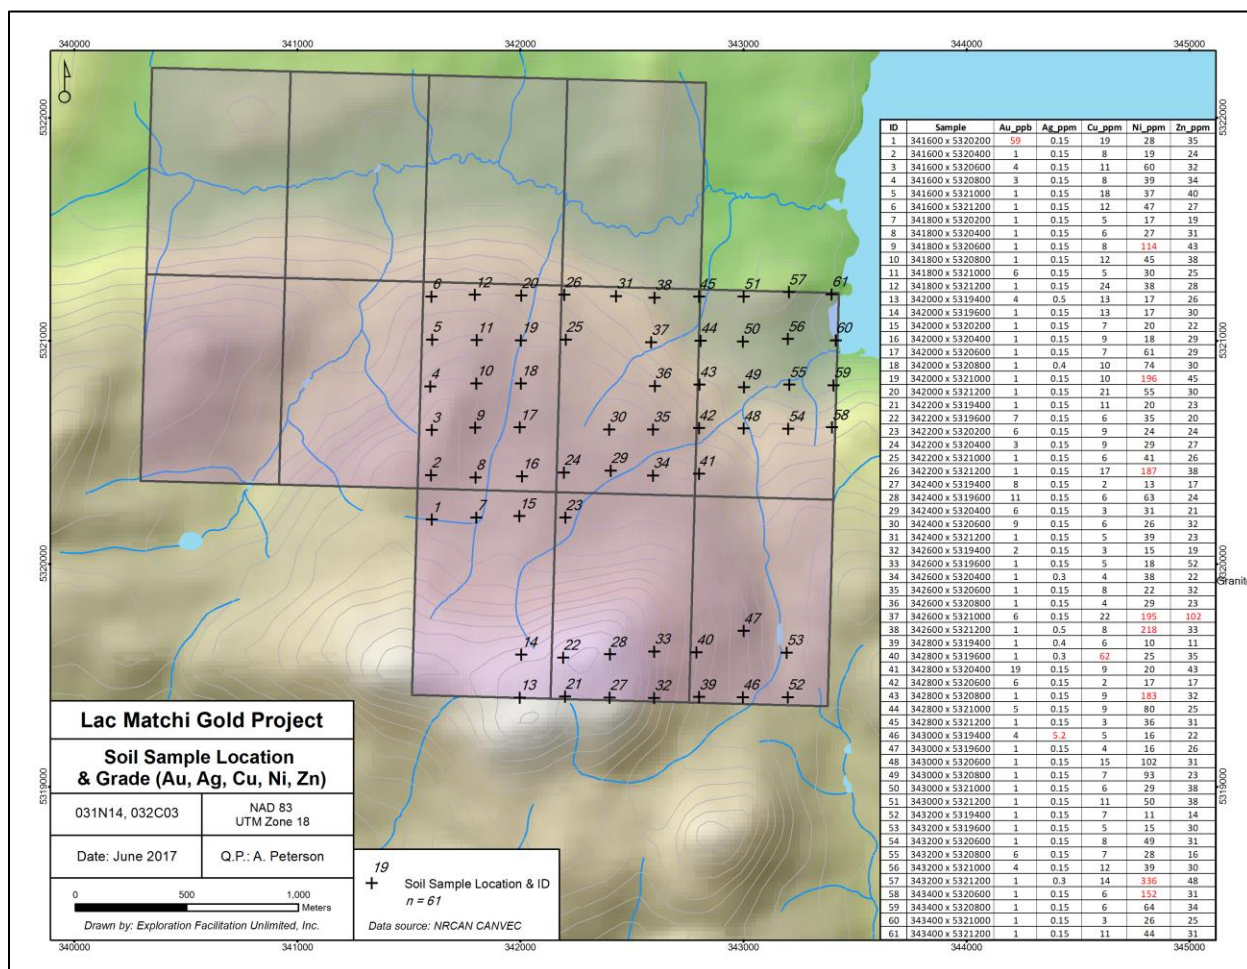 340000 341000 342000 343000 344000 345000
5322000
5321000
5320000
5319000
5322000
5321000
5320000
5319000
Granit
6 12 20 26 31 38 45 51 57 61
5 11 19 25 37 44 50 56 60
4 10 18 36 43 49 55 59
3 9 17 30 35 42 48 54 58
2 8 16 24 29 34 41
1 7 15 23
47
14 22 28 33 40 53
13 21 27 32 39 46 52
ID Sample Au_ppb Ag_ppm Cu_ppm Ni_ppm Zn_ppm
1 341600 x 5320200 59 0.15 19 28 35
2 341600 x 5320400 1 0.15 8 19 24
3 341600 x 5320600 4 0.15 11 60 32
4 341600 x 5320800 3 0.15 8 39 34
5 341600 x 5321000 1 0.15 18 37 40
6 341600 x 5321200 1 0.15 12 47 27
7 341800 x 5320200 1 0.15 5 17 19
8 341800 x 5320400 1 0.15 6 27 31
9 341800 x 5320600 1 0.15 8 114 43
10 341800 x 5320800 1 0.15 12 45 38
11 341800 x 5321000 6 0.15 5 30 25
12 341800 x 5321200 1 0.15 24 38 28
13 342000 x 5319400 4 0.5 13 17 26
14 342000 x 5319600 1 0.15 13 17 30
15 342000 x 5320200 1 0.15 7 20 22
16 342000 x 5320400 1 0.15 9 18 29
17 342000 x 5320600 1 0.15 7 61 29
18 342000 x 5320800 1 0.4 10 74 30
19 342000 x 5321000 1 0.15 10 196 45
20 342000 x 5321200 1 0.15 21 55 30
21 342200 x 5319400 1 0.15 11 20 23
22 342200 x 5319600 7 0.15 6 35 20
23 342200 x 5320200 6 0.15 9 24 24
24 342200 x 5320400 3 0.15 9 29 27
25 342200 x 5321000 1 0.15 6 41 26
26 342200 x 5321200 1 0.15 17 187 38
27 342400 x 5319400 8 0.15 2 13 17
28 342400 x 5319600 11 0.15 6 63 24
29 342400 x 5320400 6 0.15 3 31 21
30 342400 x 5320600 9 0.15 6 26 32
31 342400 x 5321200 1 0.15 5 39 23
32 342600 x 5319400 2 0.15 3 15 19
33 342600 x 5319600 1 0.15 5 18 52
34 342600 x 5320400 1 0.3 4 38 22
35 342600 x 5320600 1 0.15 8 22 32
36 342600 x 5320800 1 0.15 4 29 23
37 342600 x 5321000 6 0.15 22 195 102
38 342600 x 5321200 1 0.5 8 218 33
39 342800 x 5319400 1 0.4 6 10 11
40 342800 x 5319600 1 0.3 62 25 35
41 342800 x 5320400 19 0.15 9 20 43
42 342800 x 5320600 6 0.15 2 17 17
43 342800 x 5320800 1 0.15 9 183 32
44 342800 x 5321000 5 0.15 9 80 25
45 342800 x 5321200 1 0.15 3 36 31
46 343000 x 5319400 4 5.2 5 16 22
47 343000 x 5319600 1 0.15 4 16 26
48 343000 x 5320600 1 0.15 15 102 31
49 343000 x 5320800 1 0.15 7 93 23
50 343000 x 5321000 1 0.15 6 29 38
51 343000 x 5321200 1 0.15 11 50 38
52 343200 x 5319400 1 0.15 7 11 14
53 343200 x 5319600 1 0.15 5 15 30
54 343200 x 5320600 1 0.15 8 49 31
55 343200 x 5320800 6 0.15 7 28 16
56 343200 x 5321000 4 0.15 12 39 30
57 343200 x 5321200 1 0.3 14 336 48
58 343400 x 5320600 1 0.15 6 152 31
59 343400 x 5320800 1 0.15 6 64 34
60 343400 x 5321000 1 0.15 3 26 25
61 343400 x 5321200 1 0.15 11 44 31
Lac Matchi Gold Project
Soil Sample Location
& Grade (Au, Ag, Cu, Ni, Zn)
031N14, 032C03
NAD 83
UTM Zone 18
Date: June 2017
Q.P.: A. Peterson
0 500 1,000
Meters
Drawn by: Exploration Facilitation Unlimited, Inc.
19
Soil Sample Location & ID
n = 61
Data source: NRCAN CANVEC
340000 341000 342000 343000 344000 345000